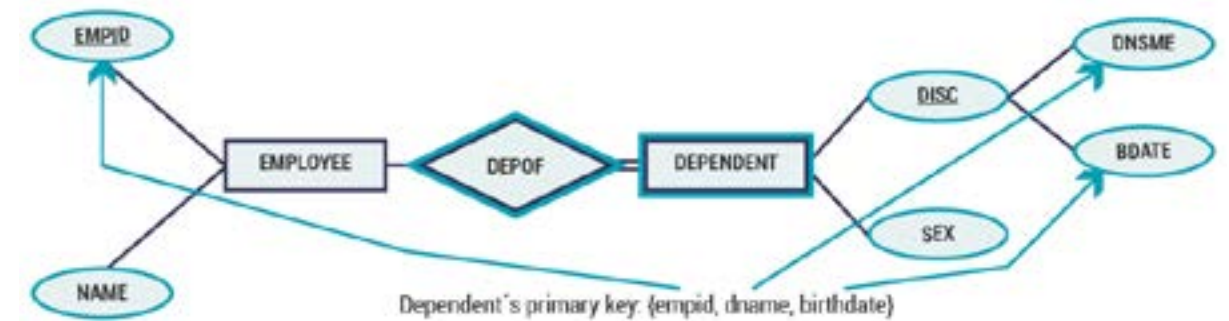 EMPID
DNSME
DISC
BDATE
EMPLOYEE
DEPOF
DEPENDENT
SEX
NAME
Dependent´s primary key: {empid, dname, birthdate}